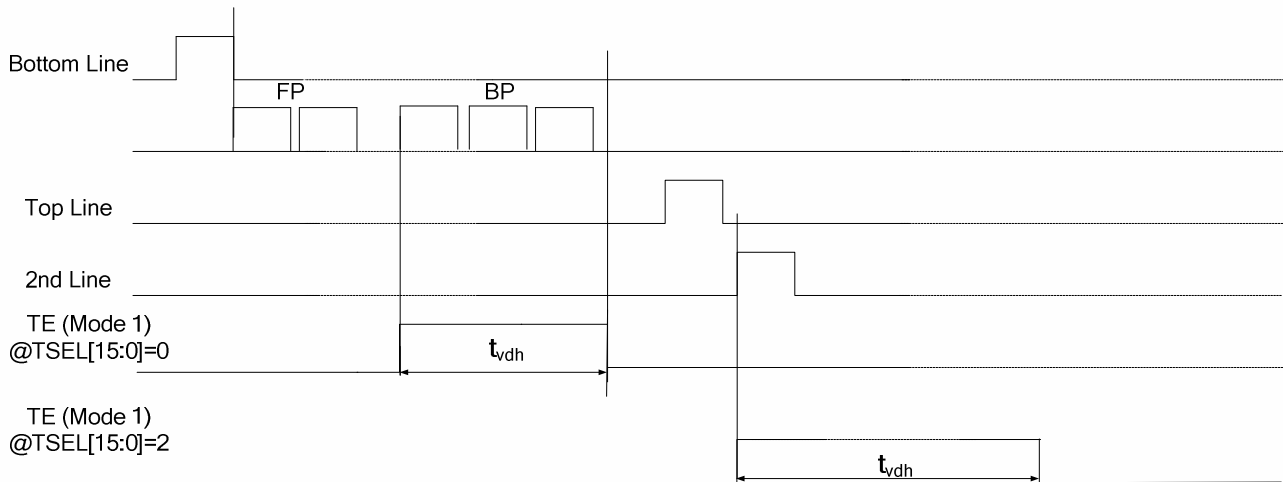 Bottom Line
FP
BP
Top Line
2nd Line
TE (Mode 1)
@TSEL[15:0]=0
tvdh
TE (Mode 1)
@TSEL[15:0]=2
tvdh